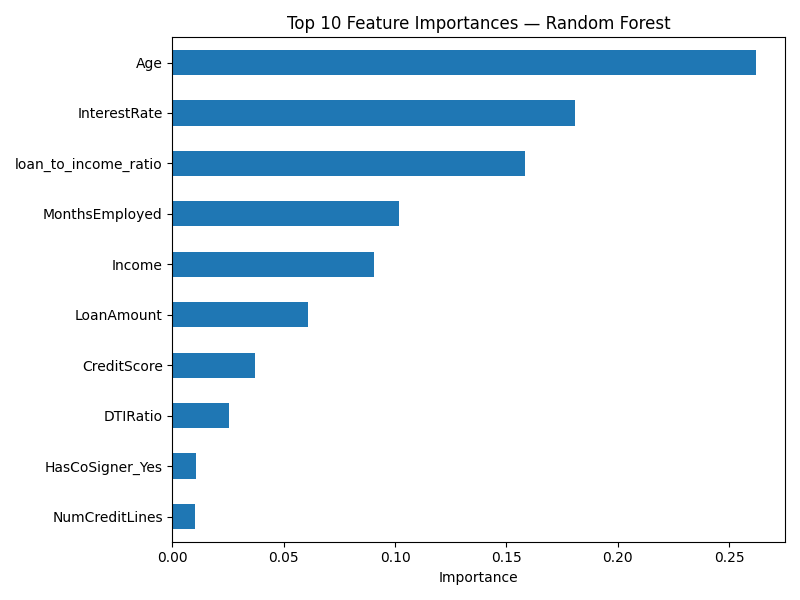 Top 10 Feature Importances — Random Forest
Age
InterestRate
loan_to_income_ratio
MonthsEmployed
Income
LoanAmount
CreditScore
DTIRatio
HasCoSigner_Yes
NumCreditLines
0.00 0.05 0.10 0.15 0.20 0.25
Importance